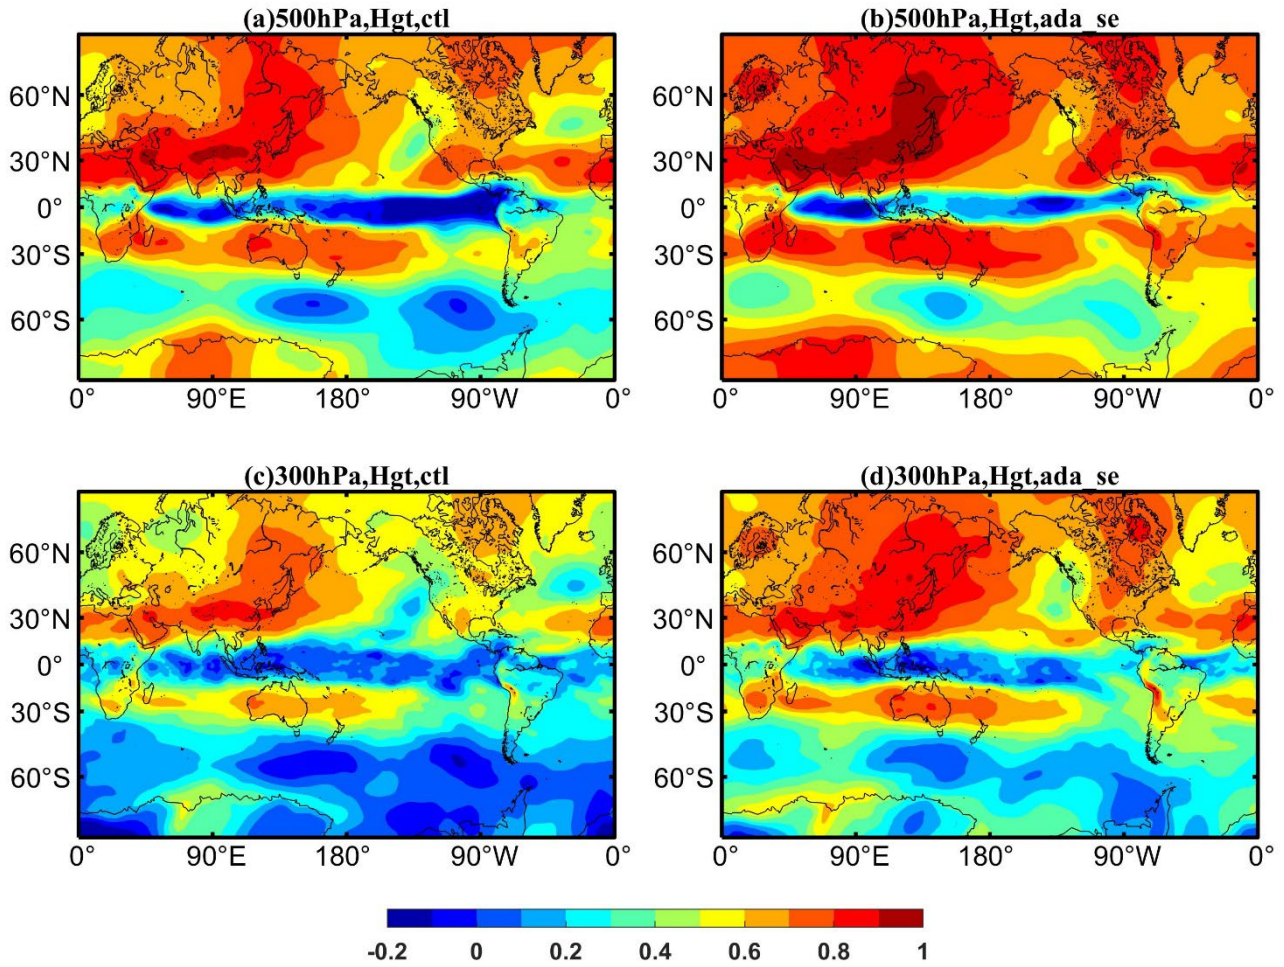 (a)500hPa,Hgt,ctl
(b)500hPa,Hgt,ada_se
60°N
30°N
0°
30°S
60°S
0°
90°E
180°
90°W
0°
60°N
30°N
0°
30°S
60°S
0°
90°E
180°
90°W
0°
(c)300hPa,Hgt,ctl
(d)300hPa,Hgt,ada_se
60°N
30°N
0°
30°S
60°S
0°
90°E
180°
90°W
0°
60°N
30°N
0°
30°S
60°S
0°
90°E
180°
90°W
0°
-0.2 0 0.2 0.4 0.6 0.8 1